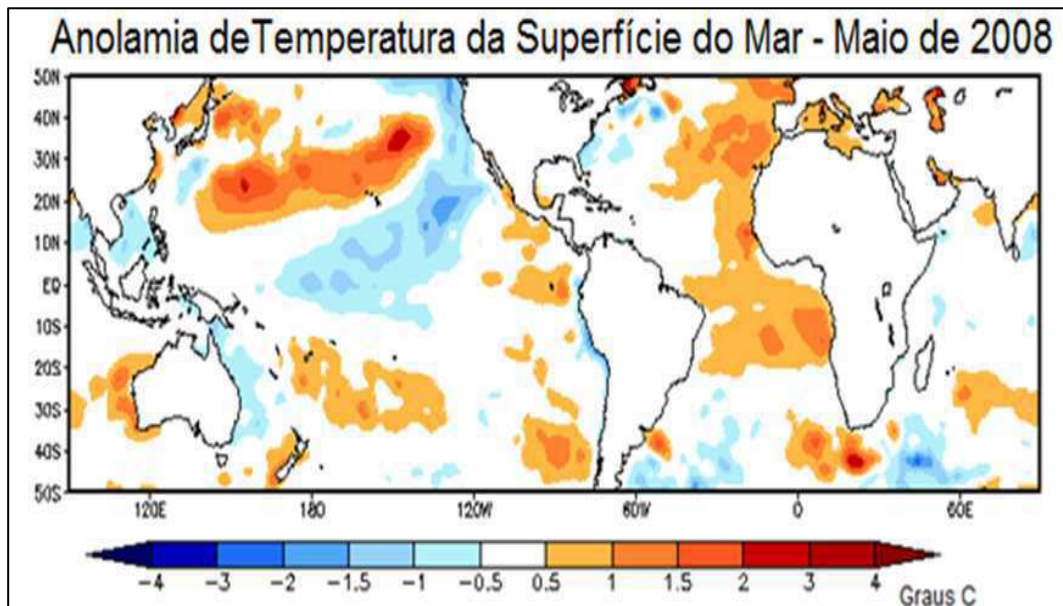 Anolamia deTemperatura da Superfície do Mar - Maio de 2008
50N
40N
30N
20N
10N
EQ
10S
20S
30S
40S
50S
120E 180 120W 60W 0 60E
-4 -3 -2 -1.5 -1 -0.5 0.5 1 1.5 2 3 4
Graus C